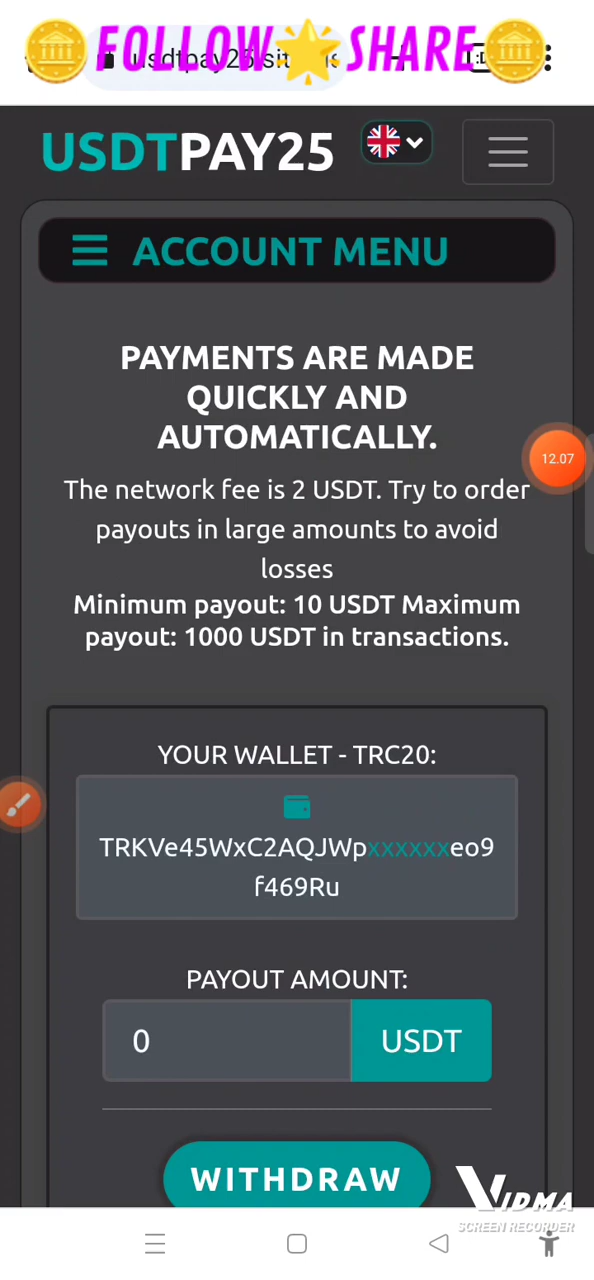 FOLLOW🌟SHARE
USDTPAY25
ACCOUNT MENU
PAYMENTS ARE MADE
QUICKLY AND
AUTOMATICALLY.
The network fee is 2 USDT. Try to order
payouts in large amounts to avoid
losses
Minimum payout: 10 USDT Maximum
payout: 1000 USDT in transactions.
12.07
YOUR WALLET - TRC20:
TRKVe45WxC2AQJWpxxxxxxeo9
f469Ru
PAYOUT AMOUNT:
0 USDT
WITHDRAW
VIDMA
SCREEN RECORDER